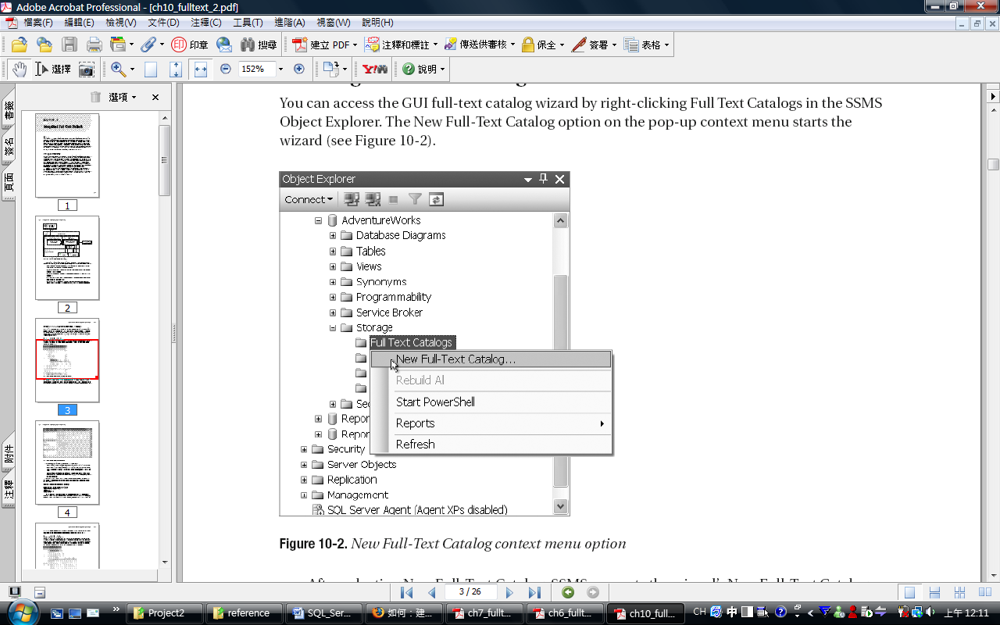 Adobe Acrobat Professional - [ch10_fulltext_2.pdf]
檔案(F) 編輯(E) 檢視(V) 文件(D) 注釋(C) 工具(T) 進階(A) 視窗(W) 說明(H)
印章 搜尋 建立 PDF 注釋和標註 傳送供審核 保全 簽署 表格
選擇 152% Y! 說明
書籤
簽名
頁面
附件
注釋
選項
1
2
3
4
You can access the GUI full-text catalog wizard by right-clicking Full Text Catalogs in the SSMS
Object Explorer. The New Full-Text Catalog option on the pop-up context menu starts the
wizard (see Figure 10-2).
Object Explorer
Connect
AdventureWorks
Database Diagrams
Tables
Views
Synonyms
Programmability
Service Broker
Storage
Full Text Catalogs
New Full-Text Catalog...
Rebuild All
Start PowerShell
Reports
Refresh
Sec
Repor
Repor
Security
Server Objects
Replication
Management
SQL Server Agent (Agent XPs disabled)
Figure 10-2. New Full-Text Catalog context menu option
3 / 26
Project2 reference SQL_Ser... 如何：建... ch7_fullt... ch6_fullt... ch10_full... CH 中 上午 12:11